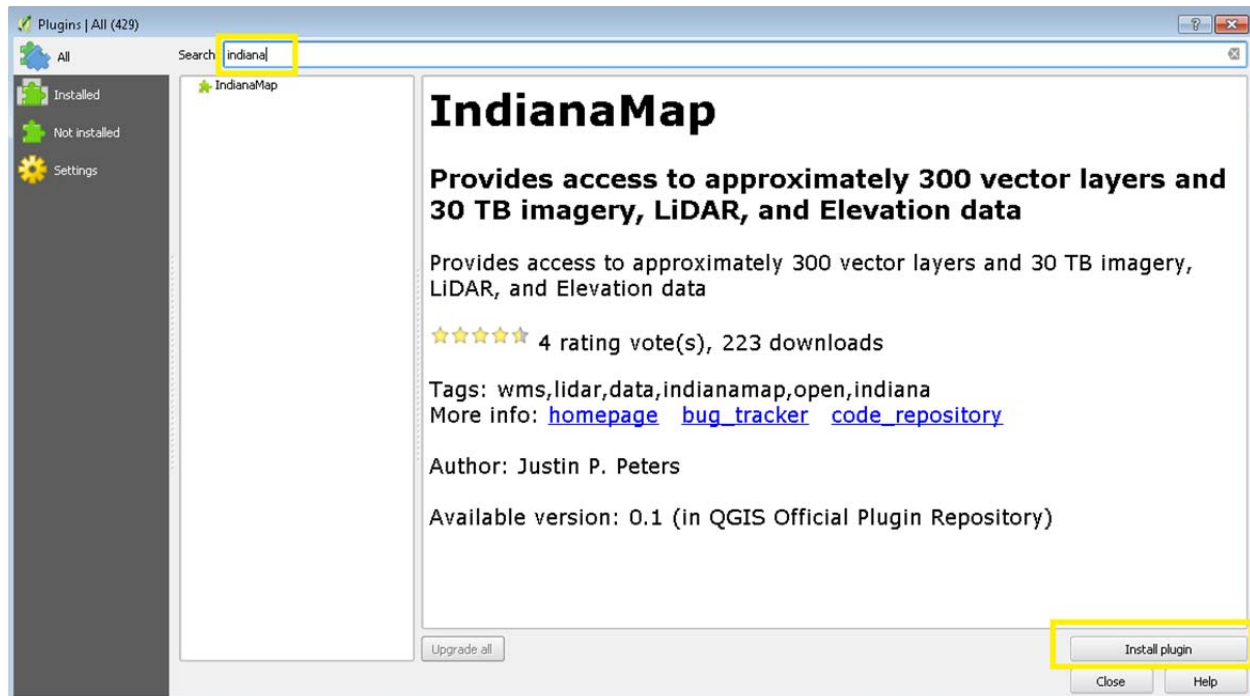 Plugins | All (429)
All
Installed
Not installed
Settings
Search indiana
IndianaMap
IndianaMap
Provides access to approximately 300 vector layers and
30 TB imagery, LiDAR, and Elevation data
Provides access to approximately 300 vector layers and 30 TB imagery,
LiDAR, and Elevation data
4 rating vote(s), 223 downloads
Tags: wms,lidar,data,indianamap,open,indiana
More info: homepage bug_tracker code_repository
Author: Justin P. Peters
Available version: 0.1 (in QGIS Official Plugin Repository)
Upgrade all
Install plugin
Close
Help